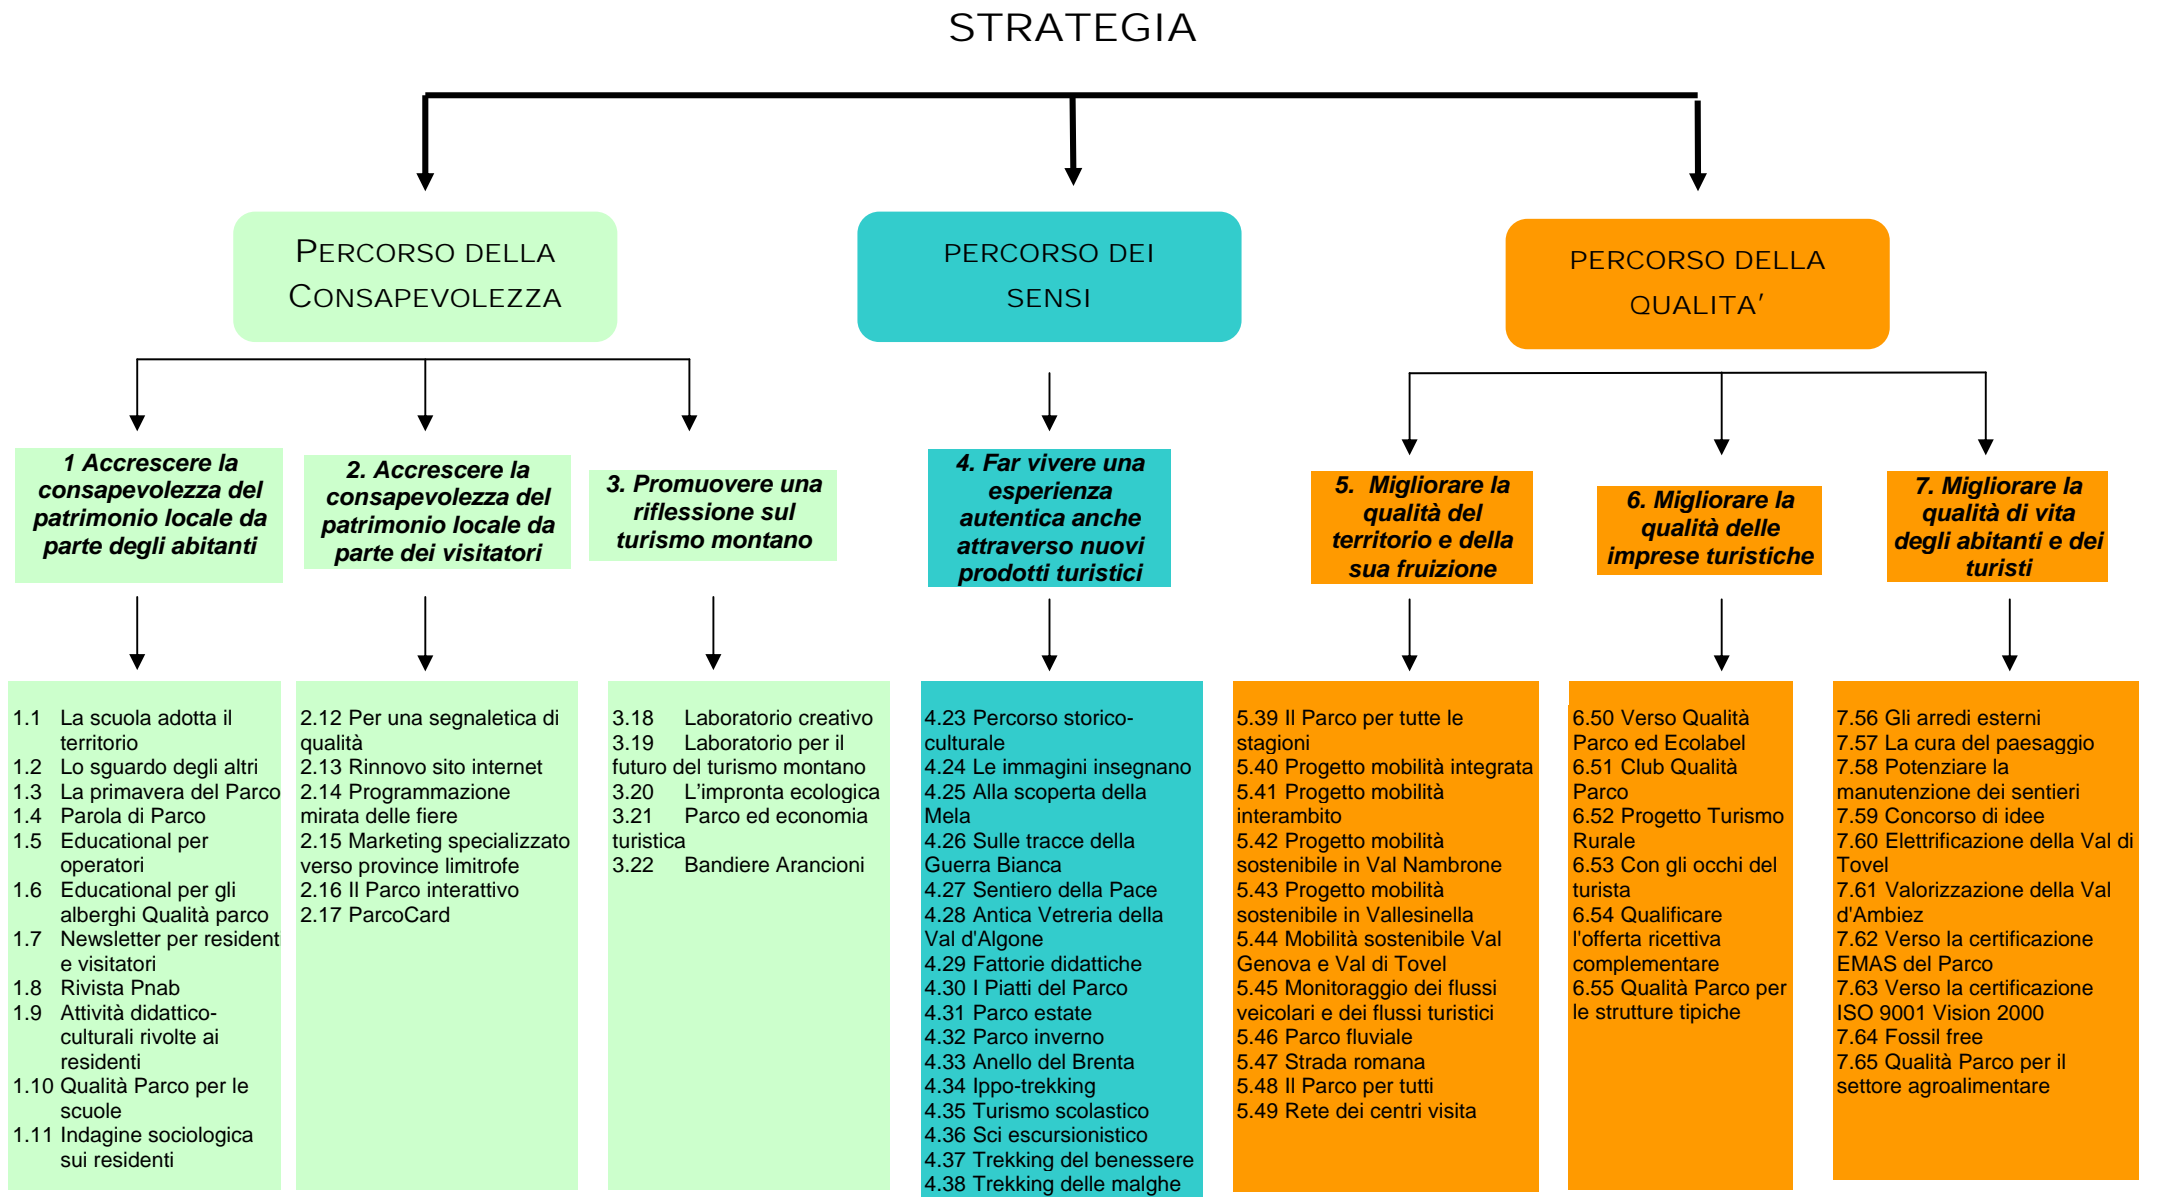 STRATEGIA
PERCORSO DELLA
CONSAPEVOLEZZA
PERCORSO DEI
SENSI
PERCORSO DELLA
QUALITA’
1 Accrescere la
consapevolezza del
patrimonio locale da
parte degli abitanti
2. Accrescere la
consapevolezza del
patrimonio locale da
parte dei visitatori
3. Promuovere una
riflessione sul
turismo montano
4. Far vivere una
esperienza
autentica anche
attraverso nuovi
prodotti turistici
5. Migliorare la
qualità del
territorio e della
sua fruizione
6. Migliorare la
qualità delle
imprese turistiche
7. Migliorare la
qualità di vita
degli abitanti e dei
turisti
1.1 La scuola adotta il
territorio
1.2 Lo sguardo degli altri
1.3 La primavera del Parco
1.4 Parola di Parco
1.5 Educational per
operatori
1.6 Educational per gli
alberghi Qualità parco
1.7 Newsletter per residenti
e visitatori
1.8 Rivista Pnab
1.9 Attività didattico-
culturali rivolte ai
residenti
1.10 Qualità Parco per le
scuole
1.11 Indagine sociologica
sui residenti
2.12 Per una segnaletica di
qualità
2.13 Rinnovo sito internet
2.14 Programmazione
mirata delle fiere
2.15 Marketing specializzato
verso province limitrofe
2.16 Il Parco interattivo
2.17 ParcoCard
3.18 Laboratorio creativo
3.19 Laboratorio per il
futuro del turismo montano
3.20 L'impronta ecologica
3.21 Parco ed economia
turistica
3.22 Bandiere Arancioni
4.23 Percorso storico-
culturale
4.24 Le immagini insegnano
4.25 Alla scoperta della
Mela
4.26 Sulle tracce della
Guerra Bianca
4.27 Sentiero della Pace
4.28 Antica Vetreria della
Val d'Algone
4.29 Fattorie didattiche
4.30 I Piatti del Parco
4.31 Parco estate
4.32 Parco inverno
4.33 Anello del Brenta
4.34 Ippo-trekking
4.35 Turismo scolastico
4.36 Sci escursionistico
4.37 Trekking del benessere
4.38 Trekking delle malghe
5.39 Il Parco per tutte le
stagioni
5.40 Progetto mobilità integrata
5.41 Progetto mobilità
interambito
5.42 Progetto mobilità
sostenibile in Val Nambrone
5.43 Progetto mobilità
sostenibile in Vallesinella
5.44 Mobilità sostenibile Val
Genova e Val di Tovel
5.45 Monitoraggio dei flussi
veicolari e dei flussi turistici
5.46 Parco fluviale
5.47 Strada romana
5.48 Il Parco per tutti
5.49 Rete dei centri visita
6.50 Verso Qualità
Parco ed Ecolabel
6.51 Club Qualità
Parco
6.52 Progetto Turismo
Rurale
6.53 Con gli occhi del
turista
6.54 Qualificare
l'offerta ricettiva
complementare
6.55 Qualità Parco per
le strutture tipiche
7.56 Gli arredi esterni
7.57 La cura del paesaggio
7.58 Potenziare la
manutenzione dei sentieri
7.59 Concorso di idee
7.60 Elettrificazione della Val di
Tovel
7.61 Valorizzazione della Val
d'Ambiez
7.62 Verso la certificazione
EMAS del Parco
7.63 Verso la certificazione
ISO 9001 Vision 2000
7.64 Fossil free
7.65 Qualità Parco per il
settore agroalimentare